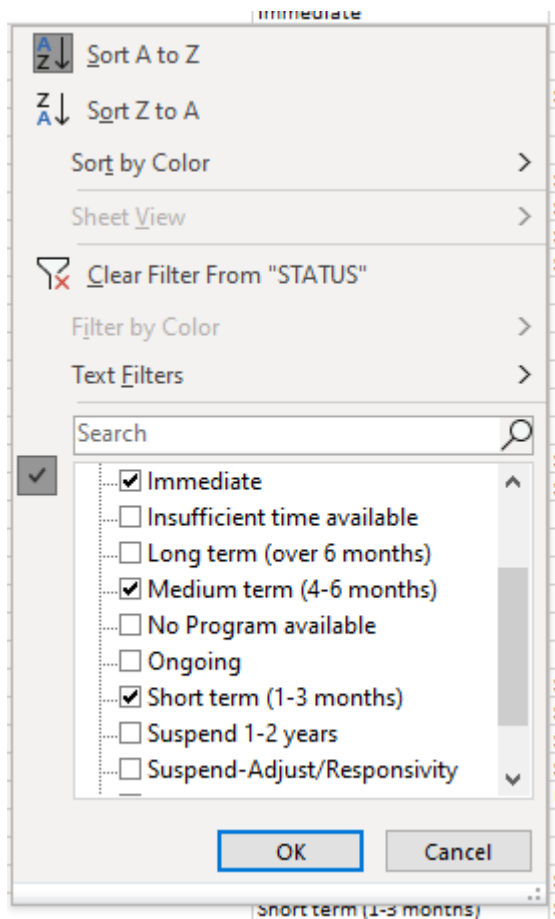 Immediate
Sort A to Z
Sort Z to A
Sort by Color
Sheet View
Clear Filter From "STATUS"
Filter by Color
Text Filters
Search
Immediate
Insufficient time available
Long term (over 6 months)
Medium term (4-6 months)
No Program available
Ongoing
Short term (1-3 months)
Suspend 1-2 years
Suspend-Adjust/Responsivity
OK Cancel
Short term (1-3 months)